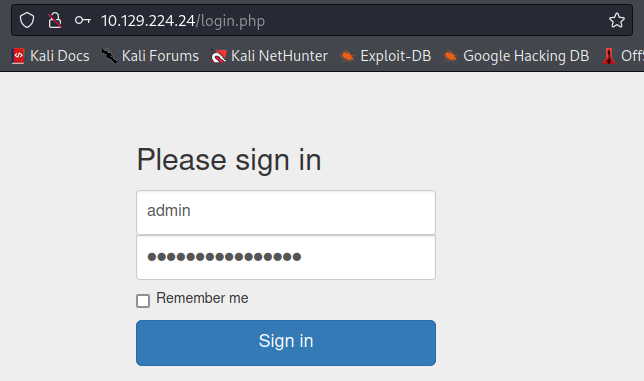 10.129.224.24/login.php
Kali Docs Kali Forums Kali NetHunter Exploit-DB Google Hacking DB OffS
Please sign in
admin
••••••••••••••••
Remember me
Sign in